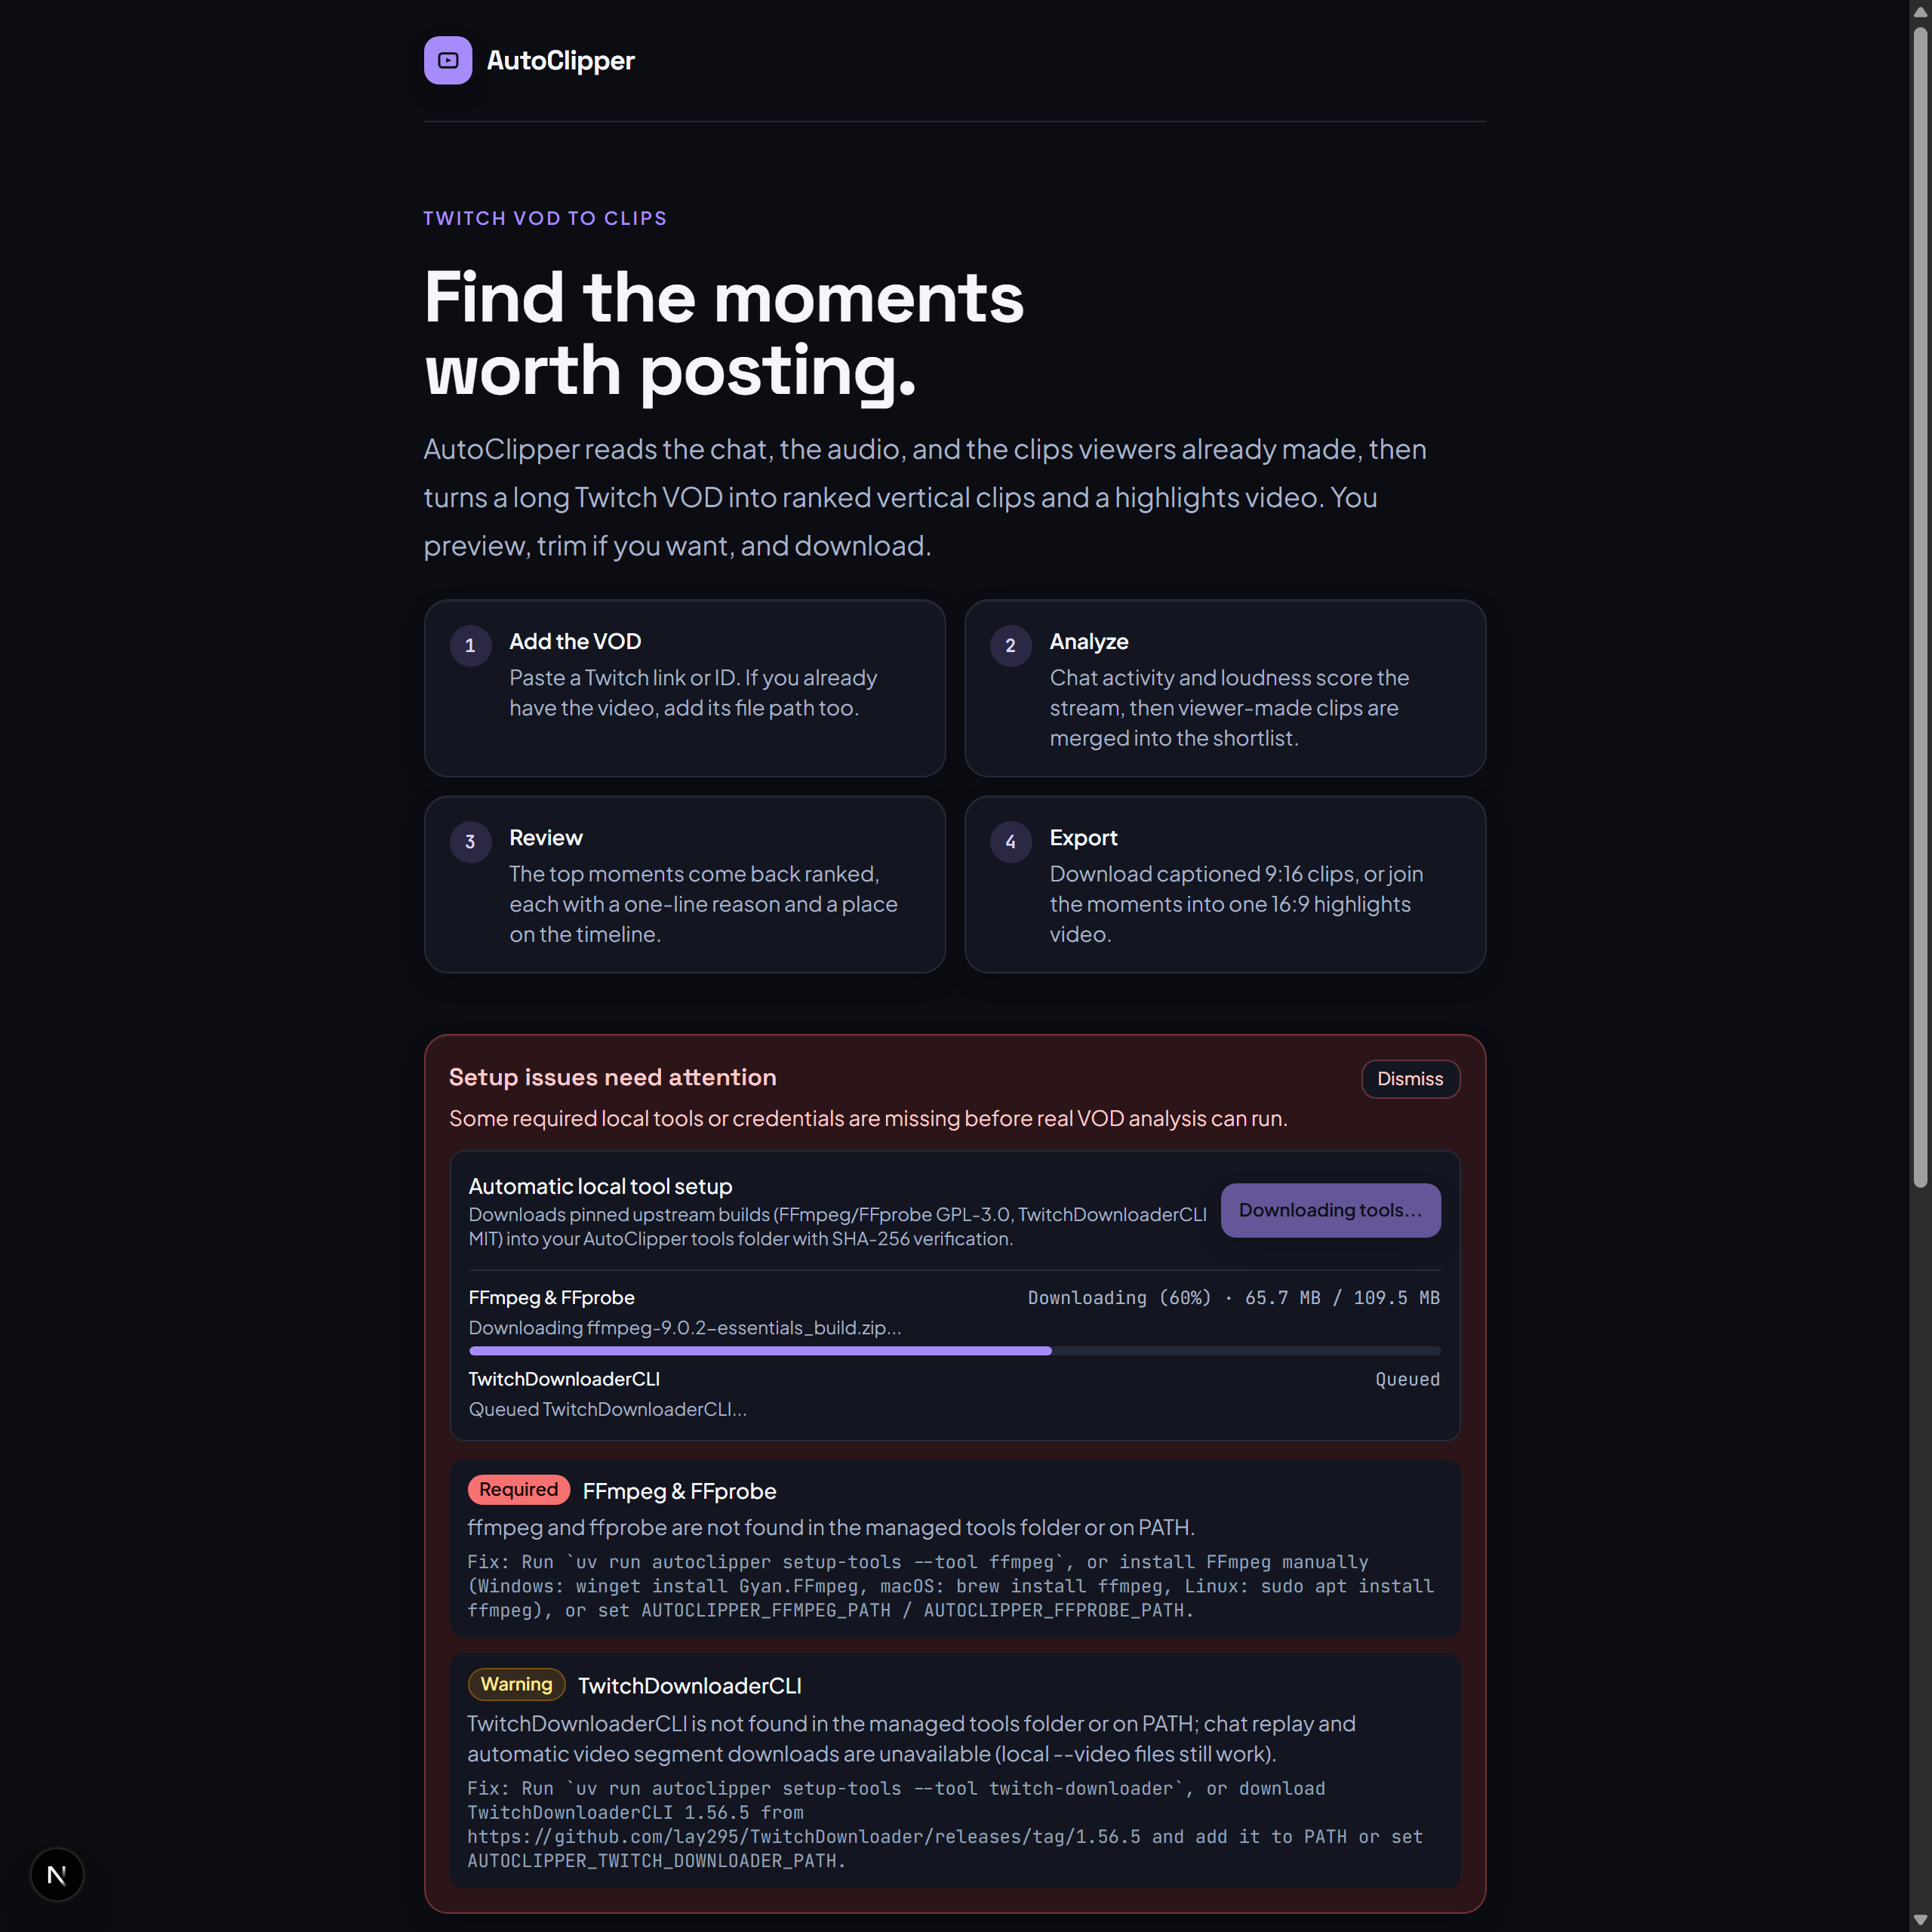 AutoClipper
TWITCH VOD TO CLIPS
Find the moments
worth posting.
AutoClipper reads the chat, the audio, and the clips viewers already made, then
turns a long Twitch VOD into ranked vertical clips and a highlights video. You
preview, trim if you want, and download.
1
Add the VOD
Paste a Twitch link or ID. If you already
have the video, add its file path too.
2
Analyze
Chat activity and loudness score the
stream, then viewer-made clips are
merged into the shortlist.
3
Review
The top moments come back ranked,
each with a one-line reason and a place
on the timeline.
4
Export
Download captioned 9:16 clips, or join
the moments into one 16:9 highlights
video.
Setup issues need attention
Dismiss
Some required local tools or credentials are missing before real VOD analysis can run.
Automatic local tool setup
Downloads pinned upstream builds (FFmpeg/FFprobe GPL-3.0, TwitchDownloaderCLI
MIT) into your AutoClipper tools folder with SHA-256 verification.
Downloading tools...
FFmpeg & FFprobe
Downloading (60%) · 65.7 MB / 109.5 MB
Downloading ffmpeg-9.0.2-essentials_build.zip...
TwitchDownloaderCLI
Queued
Queued TwitchDownloaderCLI...
Required FFmpeg & FFprobe
ffmpeg and ffprobe are not found in the managed tools folder or on PATH.
Fix: Run `uv run autoclipper setup-tools --tool ffmpeg`, or install FFmpeg manually
(Windows: winget install Gyan.FFmpeg, macOS: brew install ffmpeg, Linux: sudo apt install
ffmpeg), or set AUTOCLIPPER_FFMPEG_PATH / AUTOCLIPPER_FFPROBE_PATH.
Warning TwitchDownloaderCLI
TwitchDownloaderCLI is not found in the managed tools folder or on PATH; chat replay and
automatic video segment downloads are unavailable (local --video files still work).
Fix: Run `uv run autoclipper setup-tools --tool twitch-downloader`, or download
TwitchDownloaderCLI 1.56.5 from
https://github.com/lay295/TwitchDownloader/releases/tag/1.56.5 and add it to PATH or set
AUTOCLIPPER_TWITCH_DOWNLOADER_PATH.
N